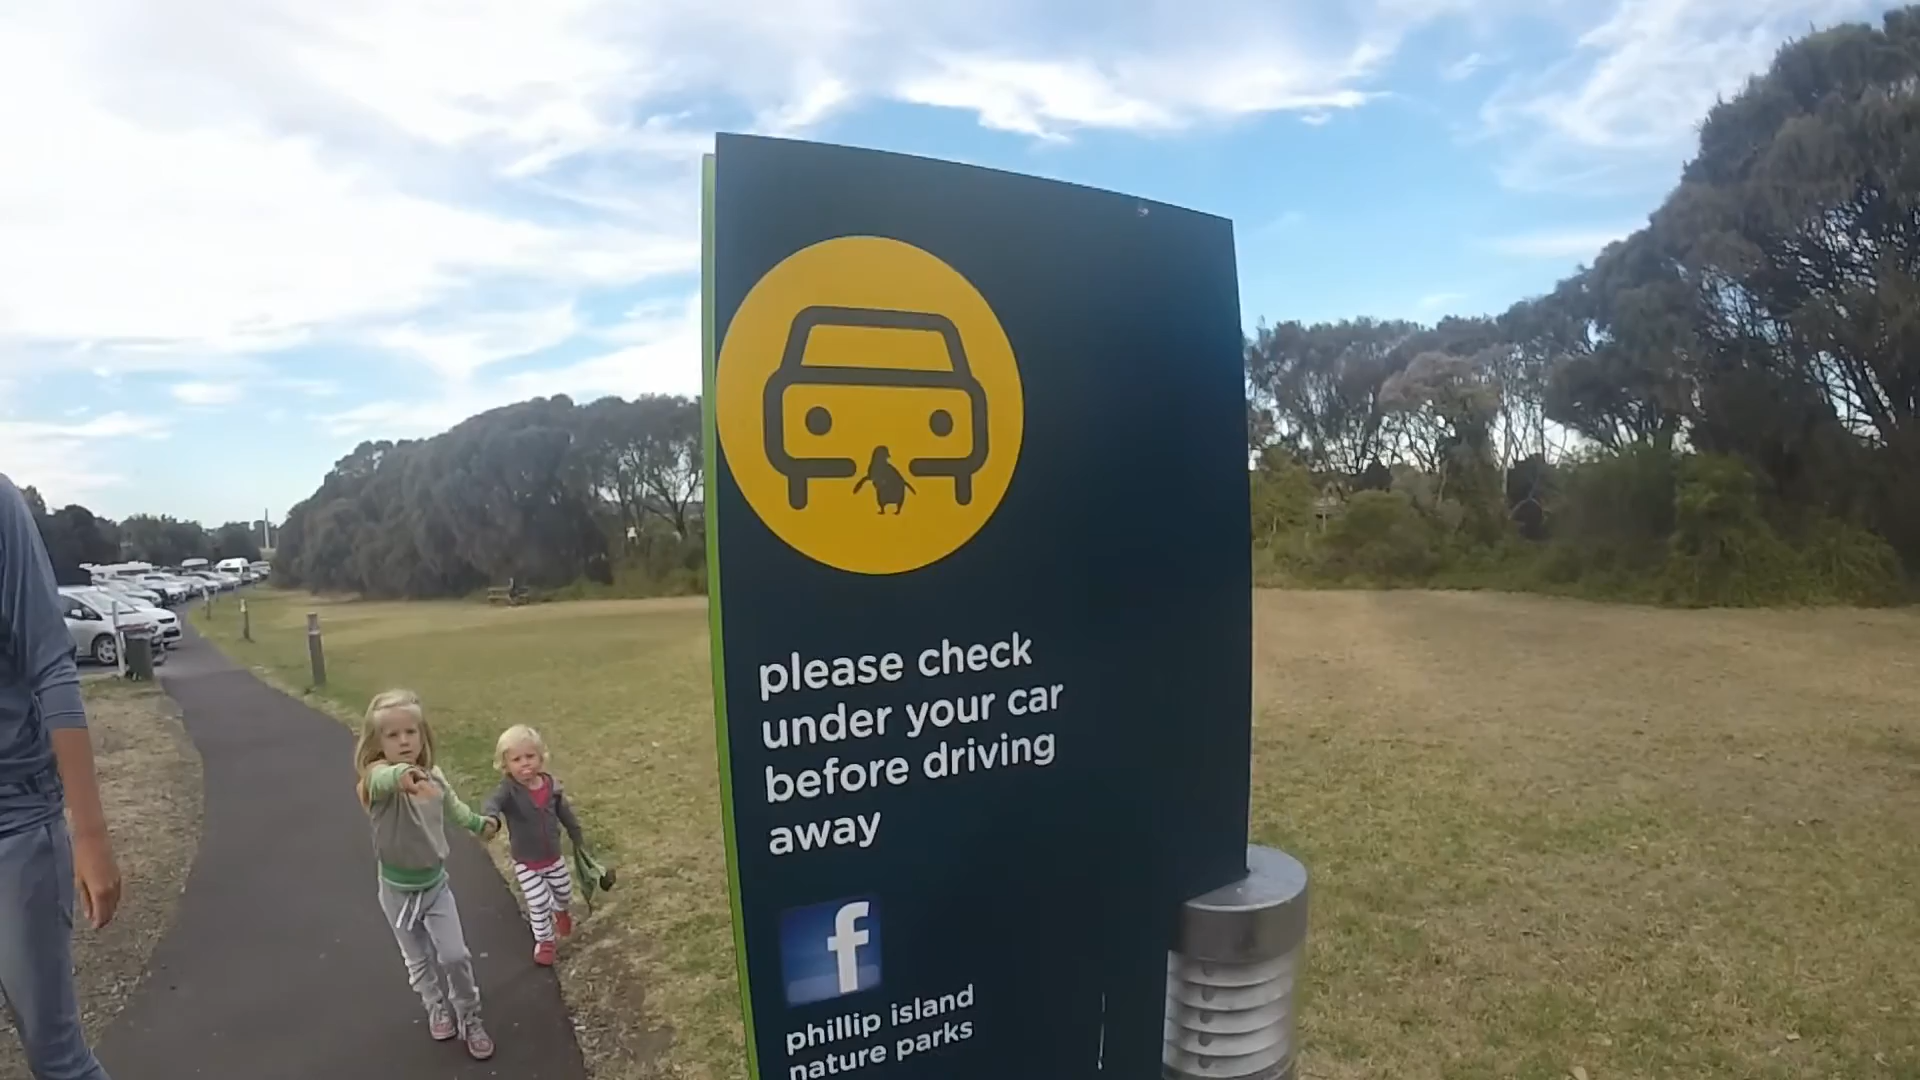 please check
under your car
before driving
away
f
phillip island
nature parks